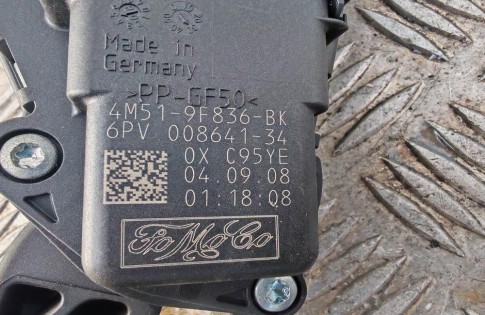 Made in
Germany
>PP-GF50<
4M51-9F836-BK
6PV 008641-34
0X C95YE
04.09.08
01:18:08
FoMoCo